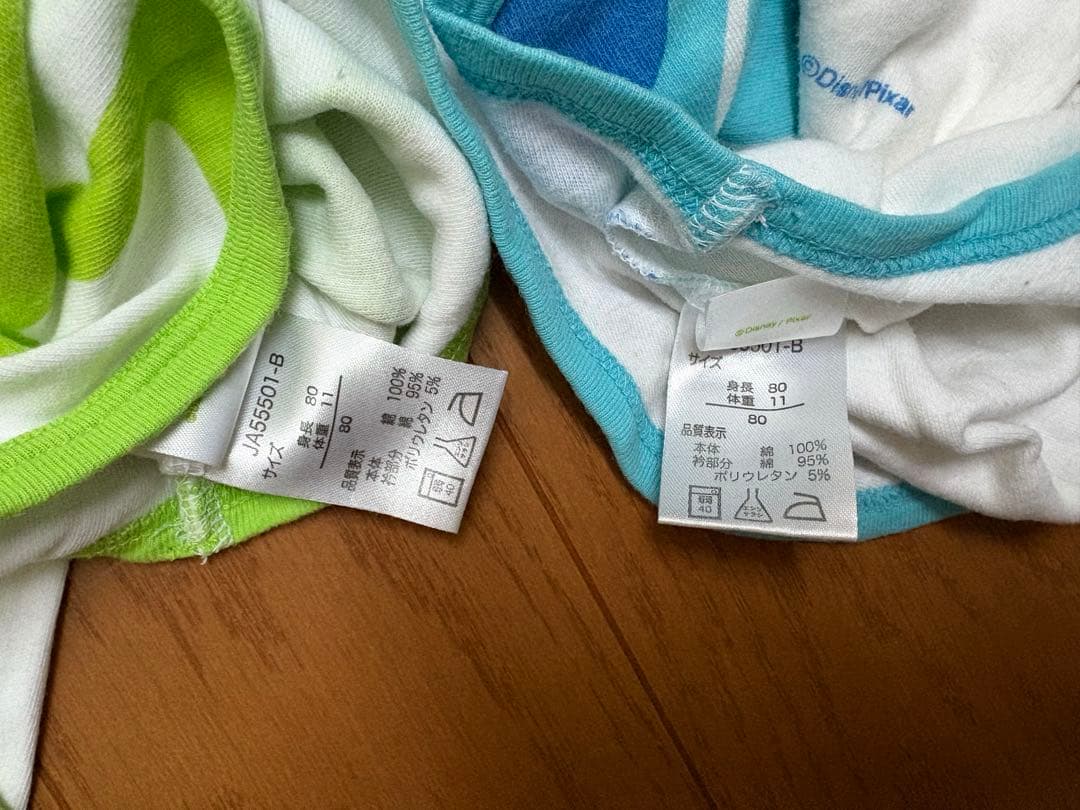 JA55501-B
サイズ
身長 80
体重 11
80
品質表示
本体 綿 100%
衿部分 綿 95%
ポリウレタン 5%
40
©Disney/Pixar
©Disney / Pixar
5501-B
サイズ
身長 80
体重 11
80
品質表示
本体 綿 100%
衿部分 綿 95%
ポリウレタン 5%
40